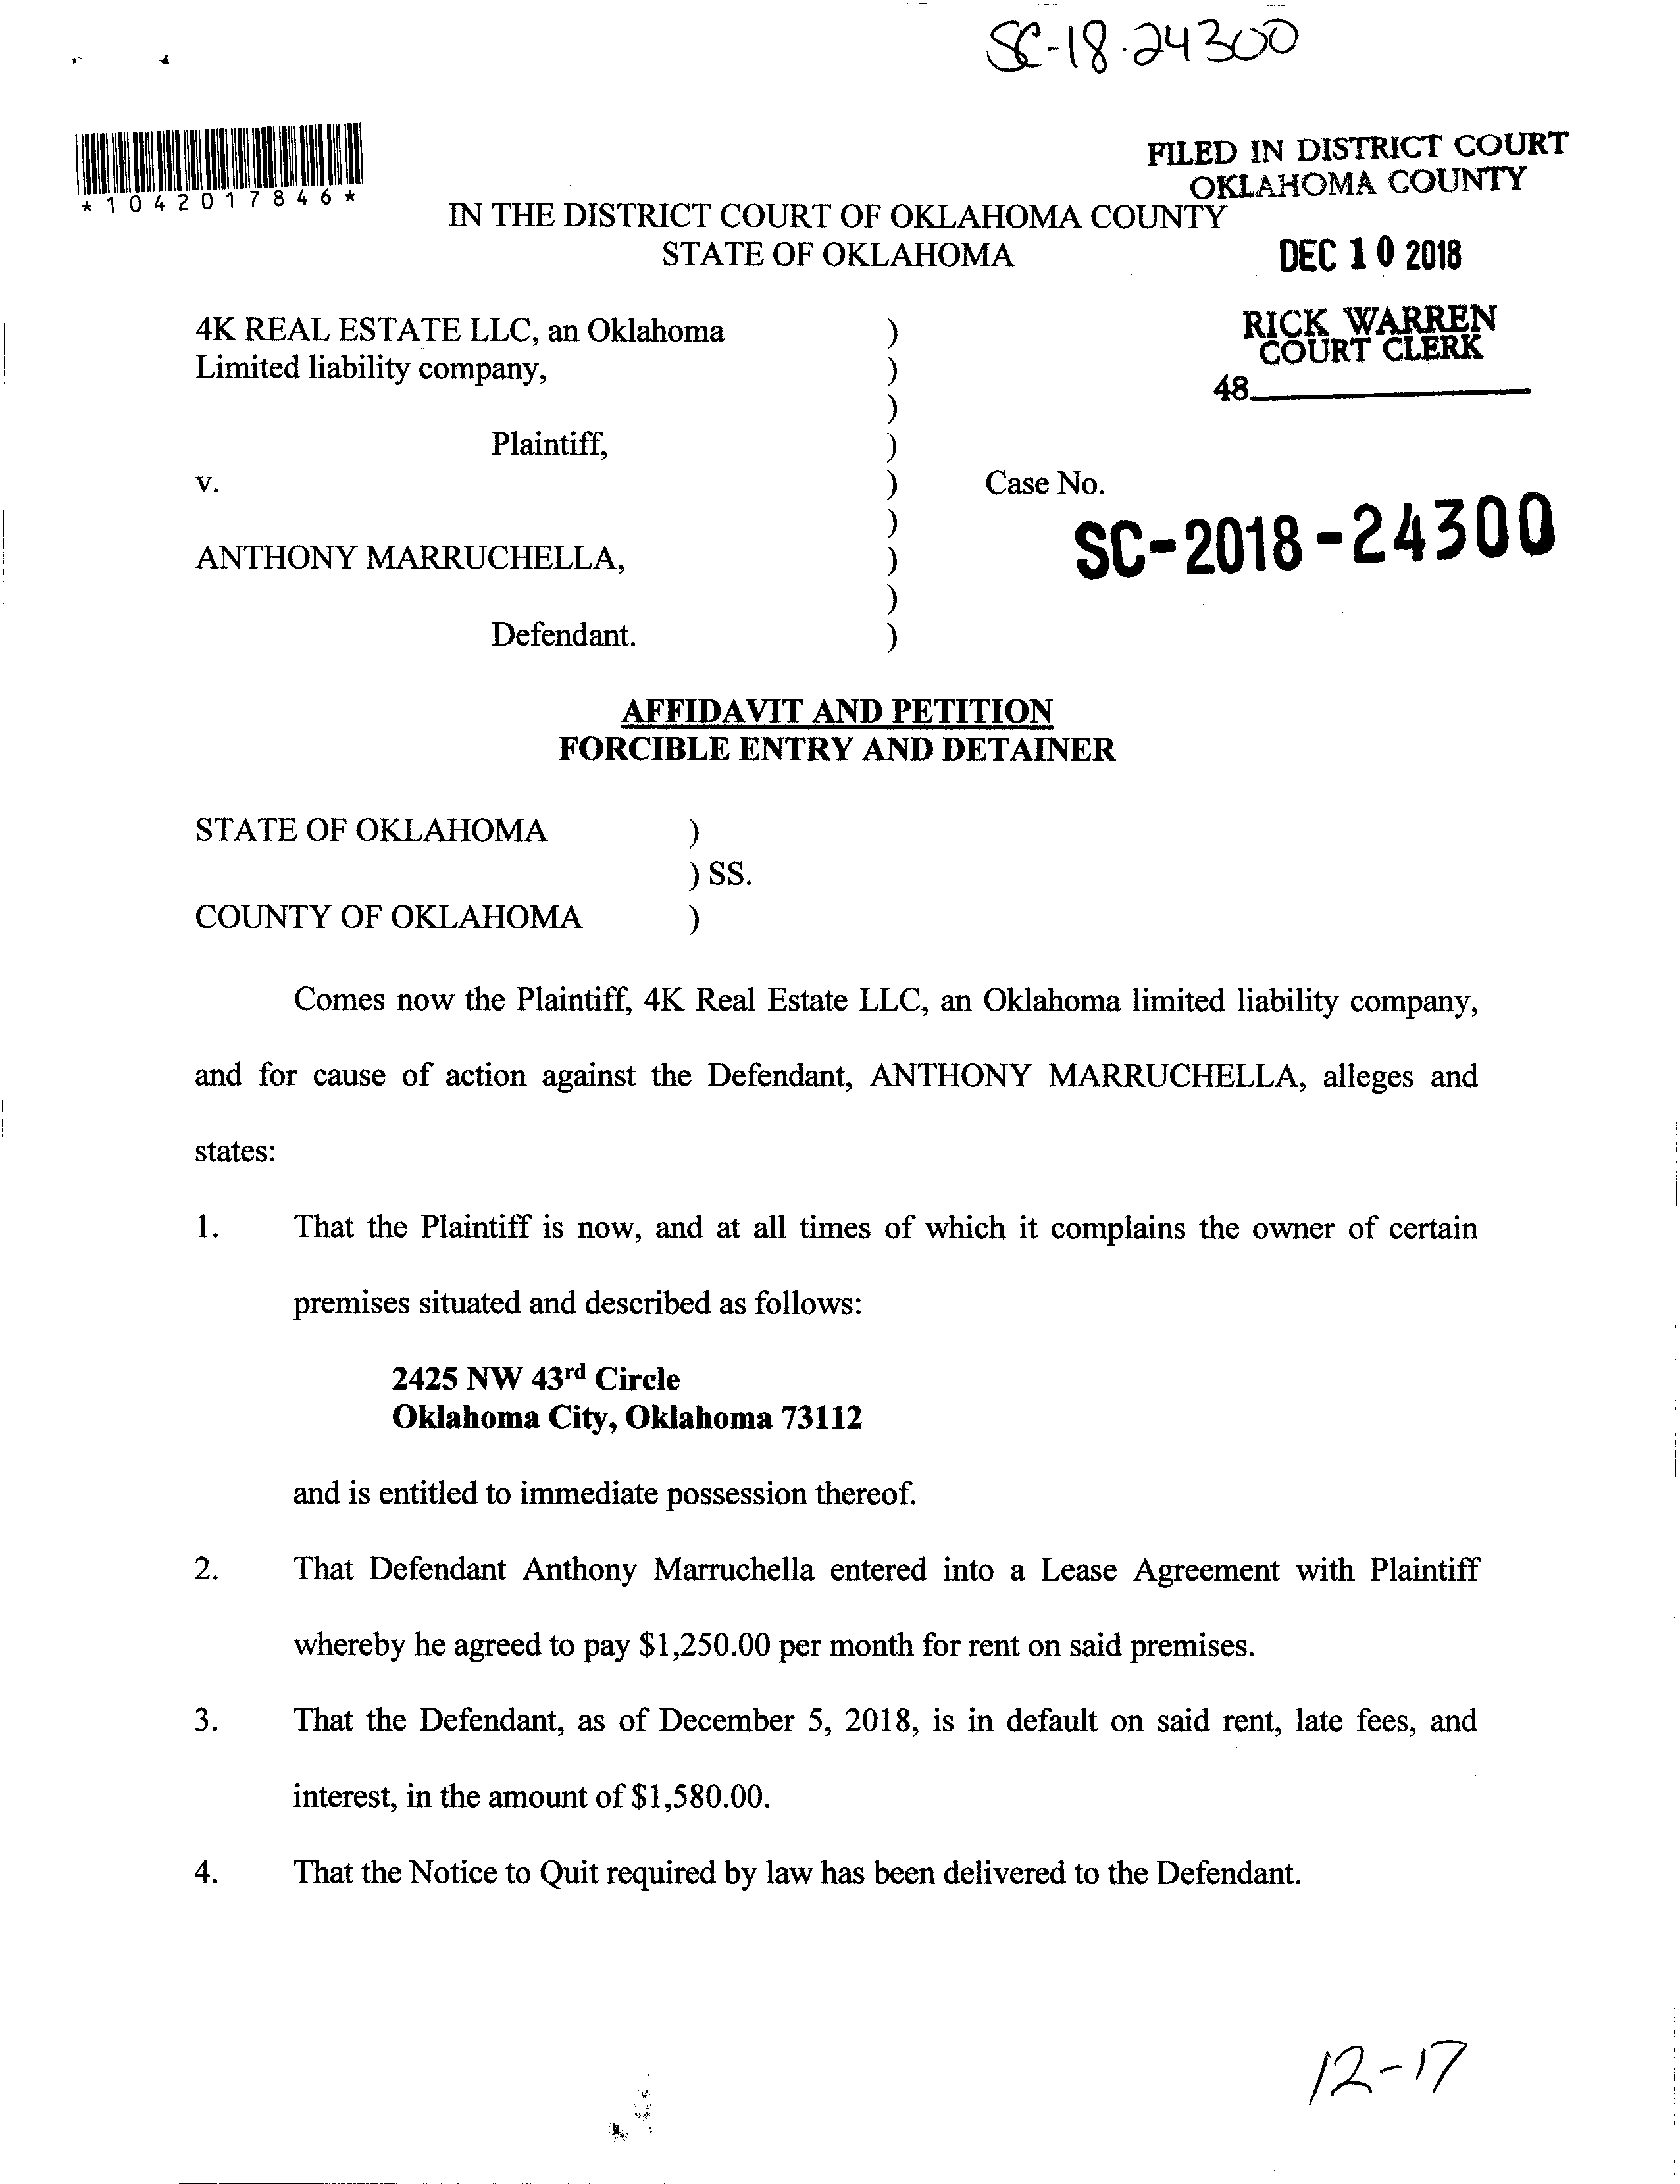 SC-18-24300
*1042017846*
FILED IN DISTRICT COURT
OKLAHOMA COUNTY
IN THE DISTRICT COURT OF OKLAHOMA COUNTY
STATE OF OKLAHOMA
DEC 10 2018
RICK WARREN
COURT CLERK
48
4K REAL ESTATE LLC, an Oklahoma )
Limited liability company, )
)
Plaintiff, )
v. ) Case No.
)
SC-2018-24300
ANTHONY MARRUCHELLA, )
)
Defendant. )
AFFIDAVIT AND PETITION
FORCIBLE ENTRY AND DETAINER
STATE OF OKLAHOMA )
) SS.
COUNTY OF OKLAHOMA )
Comes now the Plaintiff, 4K Real Estate LLC, an Oklahoma limited liability company,
and for cause of action against the Defendant, ANTHONY MARRUCHELLA, alleges and
states:
1. That the Plaintiff is now, and at all times of which it complains the owner of certain
premises situated and described as follows:
2425 NW 43rd Circle
Oklahoma City, Oklahoma 73112
and is entitled to immediate possession thereof.
2. That Defendant Anthony Marruchella entered into a Lease Agreement with Plaintiff
whereby he agreed to pay $1,250.00 per month for rent on said premises.
3. That the Defendant, as of December 5, 2018, is in default on said rent, late fees, and
interest, in the amount of $1,580.00.
4. That the Notice to Quit required by law has been delivered to the Defendant.
12-17